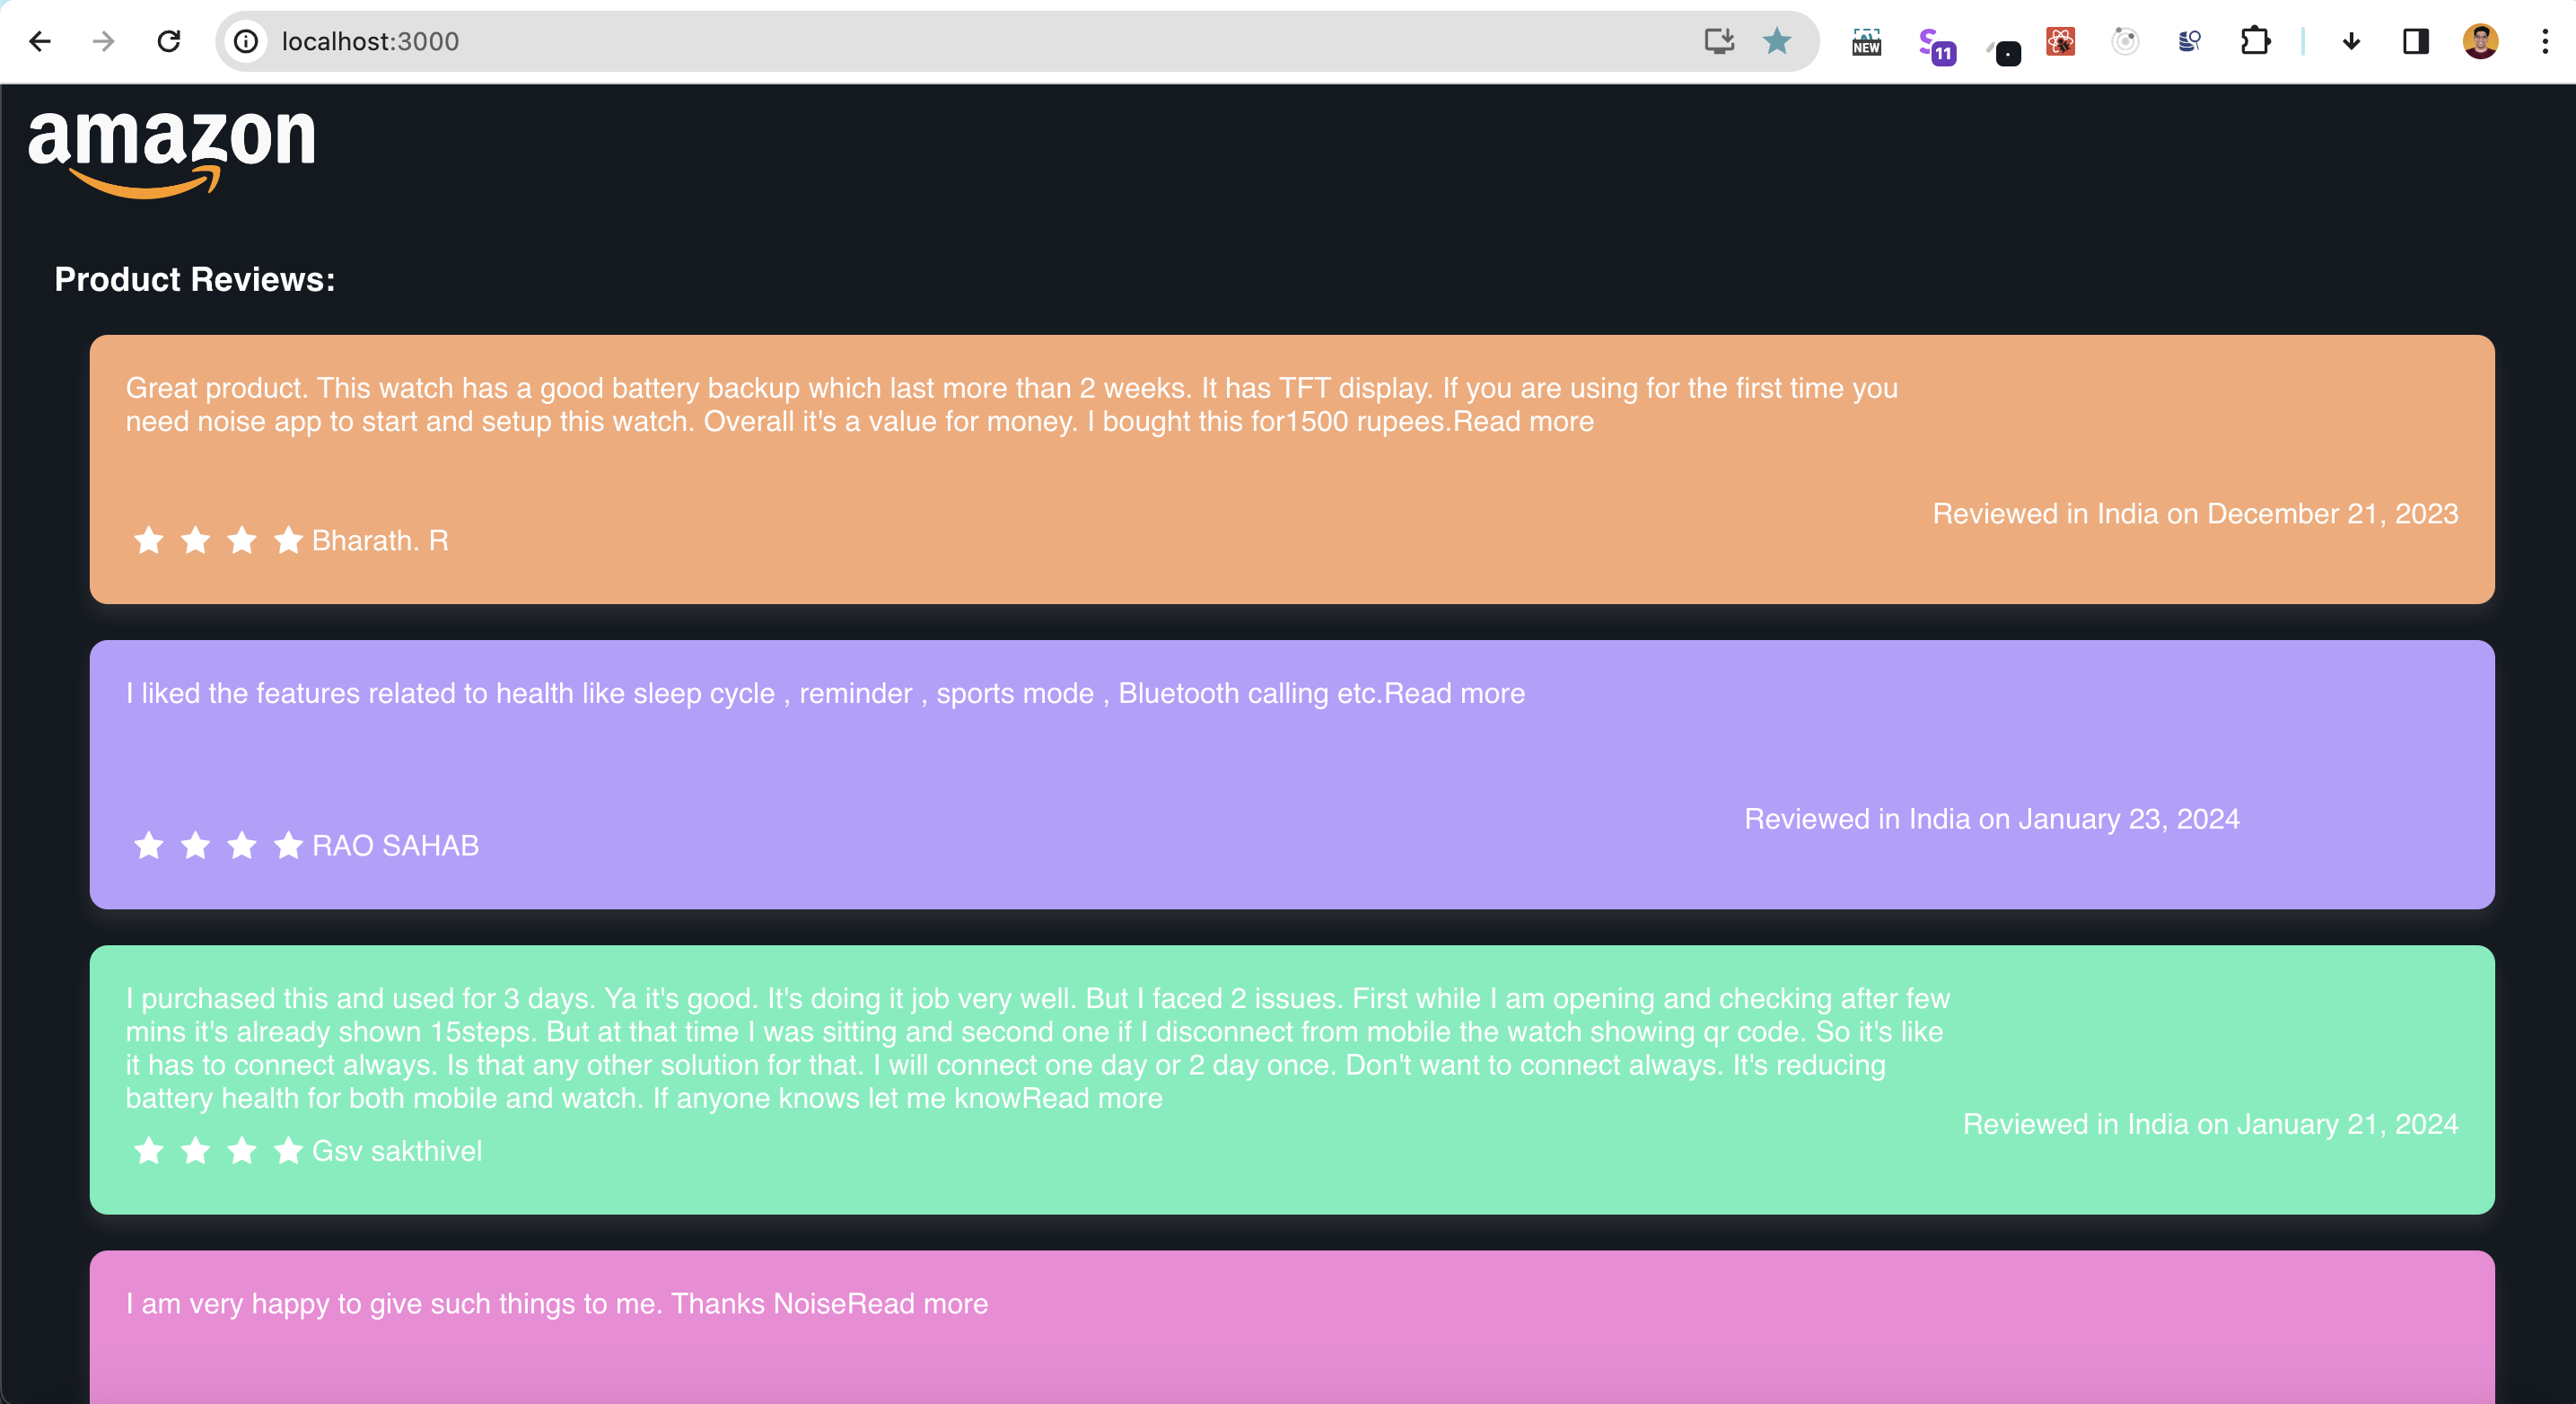 localhost:3000
NEW
S
11
amazon
Product Reviews:
Great product. This watch has a good battery backup which last more than 2 weeks. It has TFT display. If you are using for the first time you
need noise app to start and setup this watch. Overall it's a value for money. I bought this for1500 rupees.Read more
Reviewed in India on December 21, 2023
Bharath. R
I liked the features related to health like sleep cycle , reminder , sports mode , Bluetooth calling etc.Read more
Reviewed in India on January 23, 2024
RAO SAHAB
I purchased this and used for 3 days. Ya it's good. It's doing it job very well. But I faced 2 issues. First while I am opening and checking after few
mins it's already shown 15steps. But at that time I was sitting and second one if I disconnect from mobile the watch showing qr code. So it's like
it has to connect always. Is that any other solution for that. I will connect one day or 2 day once. Don't want to connect always. It's reducing
battery health for both mobile and watch. If anyone knows let me knowRead more
Reviewed in India on January 21, 2024
Gsv sakthivel
I am very happy to give such things to me. Thanks NoiseRead more